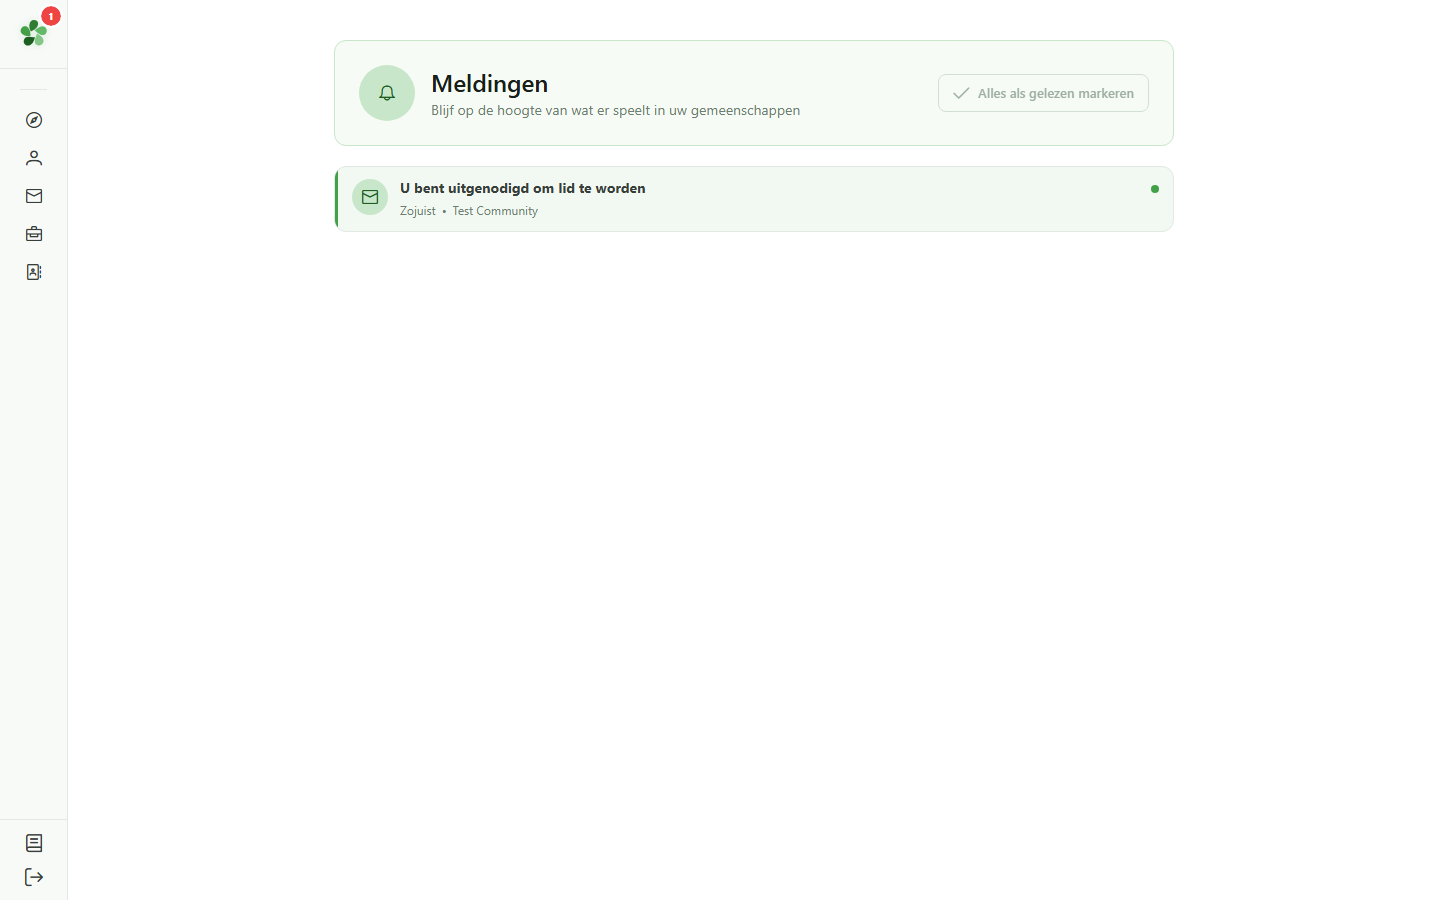 1
Meldingen
Blijf op de hoogte van wat er speelt in uw gemeenschappen
Alles als gelezen markeren
U bent uitgenodigd om lid te worden
Zojuist • Test Community